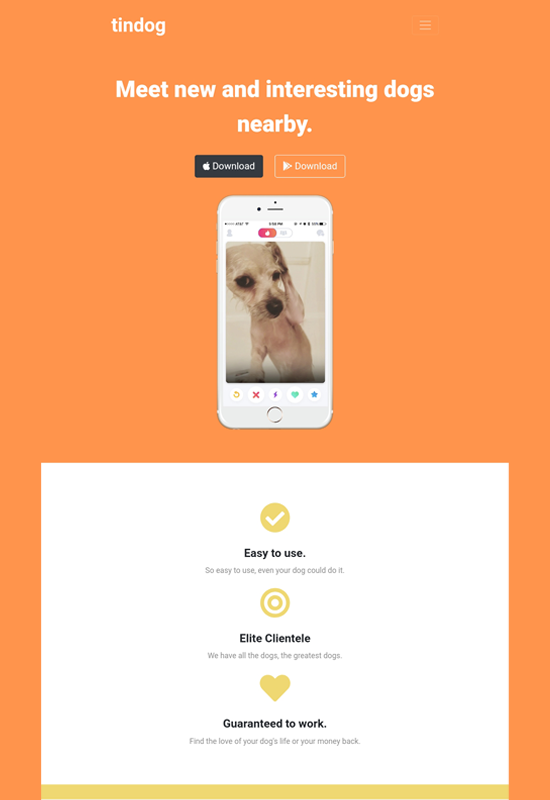 tindog
Meet new and interesting dogs
nearby.
Download Download
Easy to use.
So easy to use, even your dog could do it.
Elite Clientele
We have all the dogs, the greatest dogs.
Guaranteed to work.
Find the love of your dog's life or your money back.